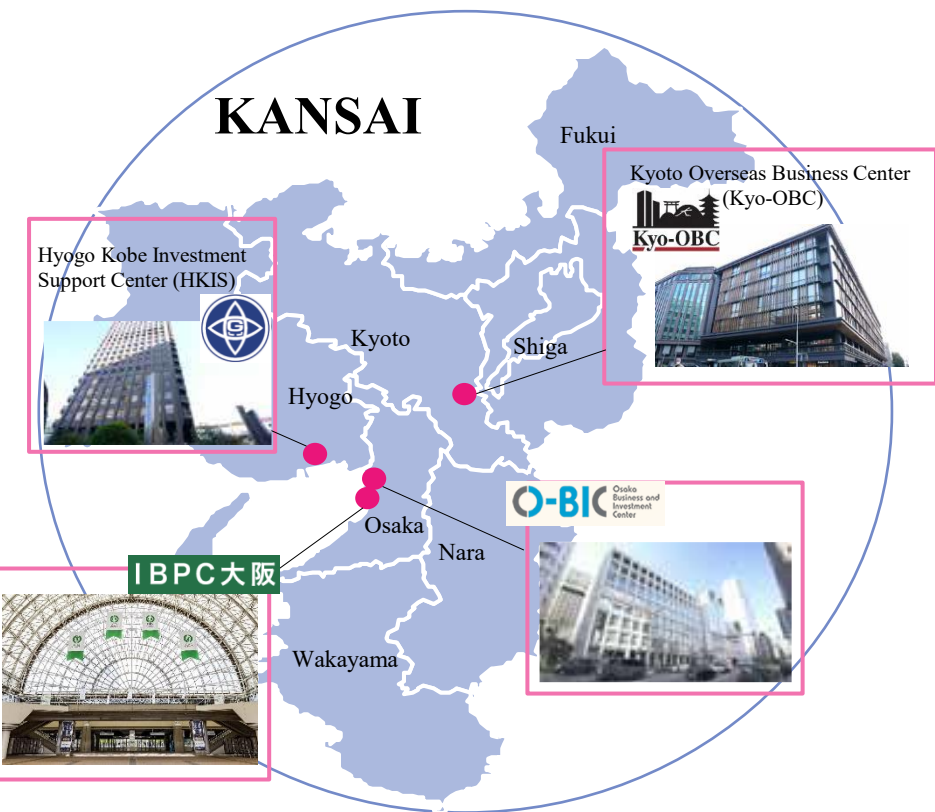 KANSAI
Fukui
Kyoto Overseas Business Center
(Kyo-OBC)
Kyo-OBC
Hyogo Kobe Investment
Support Center (HKIS)
Kyoto
Shiga
Hyogo
O-BIC
Osaka
Business and
Investment
Center
Osaka
Nara
IBPC大阪
Wakayama